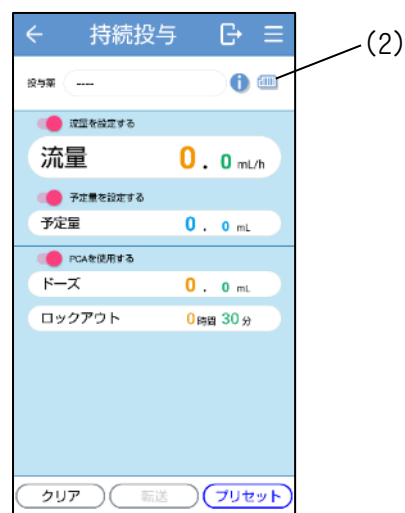 持続投与
(2)
投与薬 ----
流量を設定する
流量 0. 0 mL/h
予定量を設定する
予定量 0. 0 mL
PCAを使用する
ドーズ 0. 0 mL
ロックアウト 0時間 30分
クリア 転送 プリセット